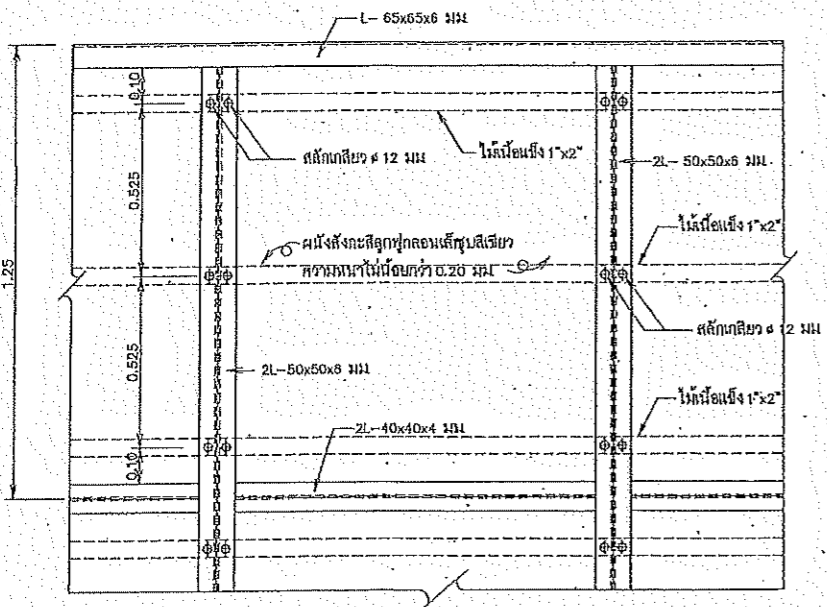 L- 65x65x6 มม
0.10
สลักเกลียว ø 12 มม
ไม้เนื้อแข็ง 1"x2"
2L- 50x50x6 มม
0.525
ผนังสังกะสีลูกฟูกลอนเล็กชุบสีเขียว
ความหนาไม่น้อยกว่า 0.20 มม
ไม้เนื้อแข็ง 1"x2"
1.25
สลักเกลียว ø 12 มม
0.525
2L-50x50x6 มม
ไม้เนื้อแข็ง 1"x2"
2L-40x40x4 มม
0.10